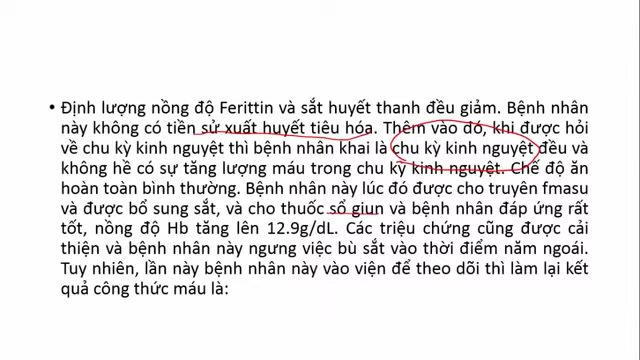 • Định lượng nồng độ Ferittin và sắt huyết thanh đều giảm. Bệnh nhân
này không có tiền sử xuất huyết tiêu hóa. Thêm vào đó, khi được hỏi
về chu kỳ kinh nguyệt thì bệnh nhân khai là chu kỳ kinh nguyệt đều và
không hề có sự tăng lượng máu trong chu kỳ kinh nguyệt. Chế độ ăn
hoàn toàn bình thường. Bệnh nhân này lúc đó được cho truyên fmasu
và được bổ sung sắt, và cho thuốc sổ giun và bệnh nhân đáp ứng rất
tốt, nồng độ Hb tăng lên 12.9g/dL. Các triệu chứng cũng được cải
thiện và bệnh nhân này ngưng việc bù sắt vào thời điểm năm ngoái.
Tuy nhiên, lần này bệnh nhân này vào viện để theo dõi thì làm lại kết
quả công thức máu là: